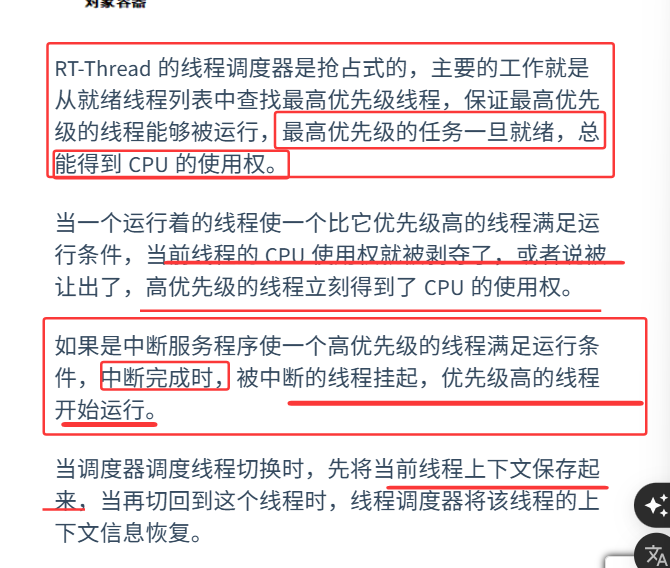 对象容器
RT-Thread 的线程调度器是抢占式的，主要的工作就是
从就绪线程列表中查找最高优先级线程，保证最高优先
级的线程能够被运行，最高优先级的任务一旦就绪，总
能得到 CPU 的使用权。
当一个运行着的线程使一个比它优先级高的线程满足运
行条件，当前线程的 CPU 使用权就被剥夺了，或者说被
让出了，高优先级的线程立刻得到了 CPU 的使用权。
如果是中断服务程序使一个高优先级的线程满足运行条
件，中断完成时，被中断的线程挂起，优先级高的线程
开始运行。
当调度器调度线程切换时，先将当前线程上下文保存起
来，当再切回到这个线程时，线程调度器将该线程的上
下文信息恢复。
文A